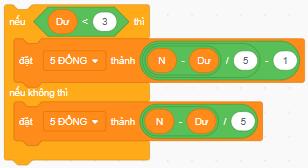 nếu Dư < 3 thì
đặt 5 ĐỒNG thành N - Dư / 5 - 1
nếu không thì
đặt 5 ĐỒNG thành N - Dư / 5